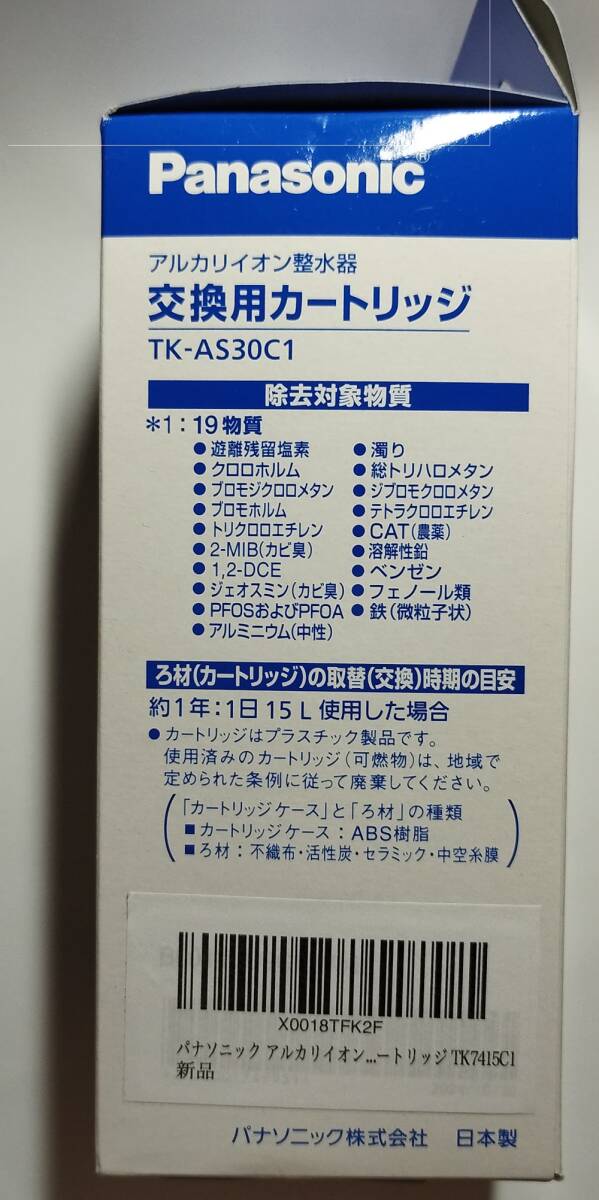 Panasonic®
アルカリイオン整水器
交換用カートリッジ
TK-AS30C1
除去対象物質
*1：19物質
●遊離残留塩素 ●濁り
●クロロホルム ●総トリハロメタン
●ブロモジクロロメタン ●ジブロモクロロメタン
●ブロモホルム ●テトラクロロエチレン
●トリクロロエチレン ●CAT(農薬)
●2-MIB(カビ臭) ●溶解性鉛
●1,2-DCE ●ベンゼン
●ジェオスミン(カビ臭) ●フェノール類
●PFOSおよびPFOA ●鉄(微粒子状)
●アルミニウム(中性)
ろ材(カートリッジ)の取替(交換)時期の目安
約1年：1日15L使用した場合
●カートリッジはプラスチック製品です。
使用済みのカートリッジ(可燃物)は、地域で
定められた条例に従って廃棄してください。
「カートリッジケース」と「ろ材」の種類
■カートリッジケース：ABS樹脂
■ろ材：不織布・活性炭・セラミック・中空糸膜
X0018TFK2F
パナソニック アルカリイオン...ートリッジ TK7415C1
新品
パナソニック株式会社 日本製